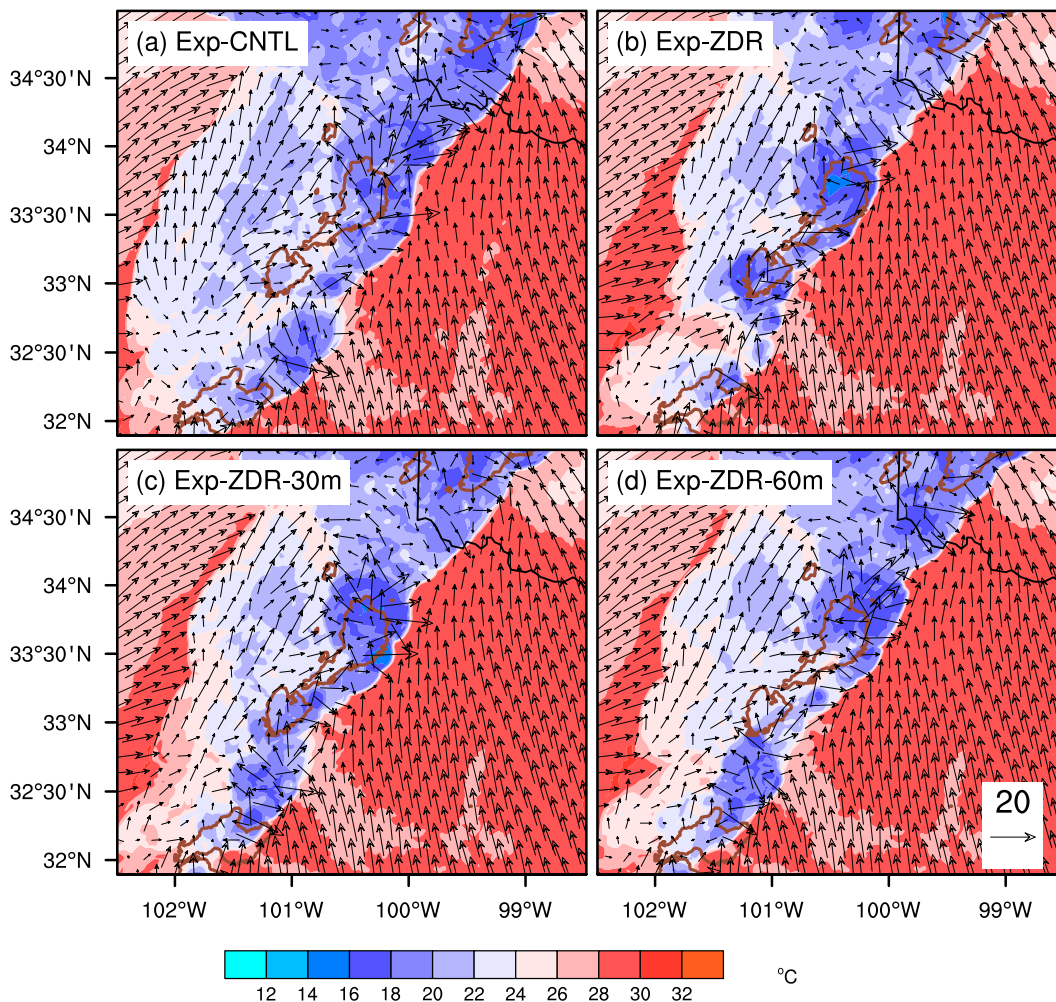 (a) Exp-CNTL
(b) Exp-ZDR
34°30'N
34°N
33°30'N
33°N
32°30'N
32°N
(c) Exp-ZDR-30m
(d) Exp-ZDR-60m
34°30'N
34°N
33°30'N
33°N
32°30'N
32°N
20
102°W 101°W 100°W 99°W 102°W 101°W 100°W 99°W
12 14 16 18 20 22 24 26 28 30 32
°C